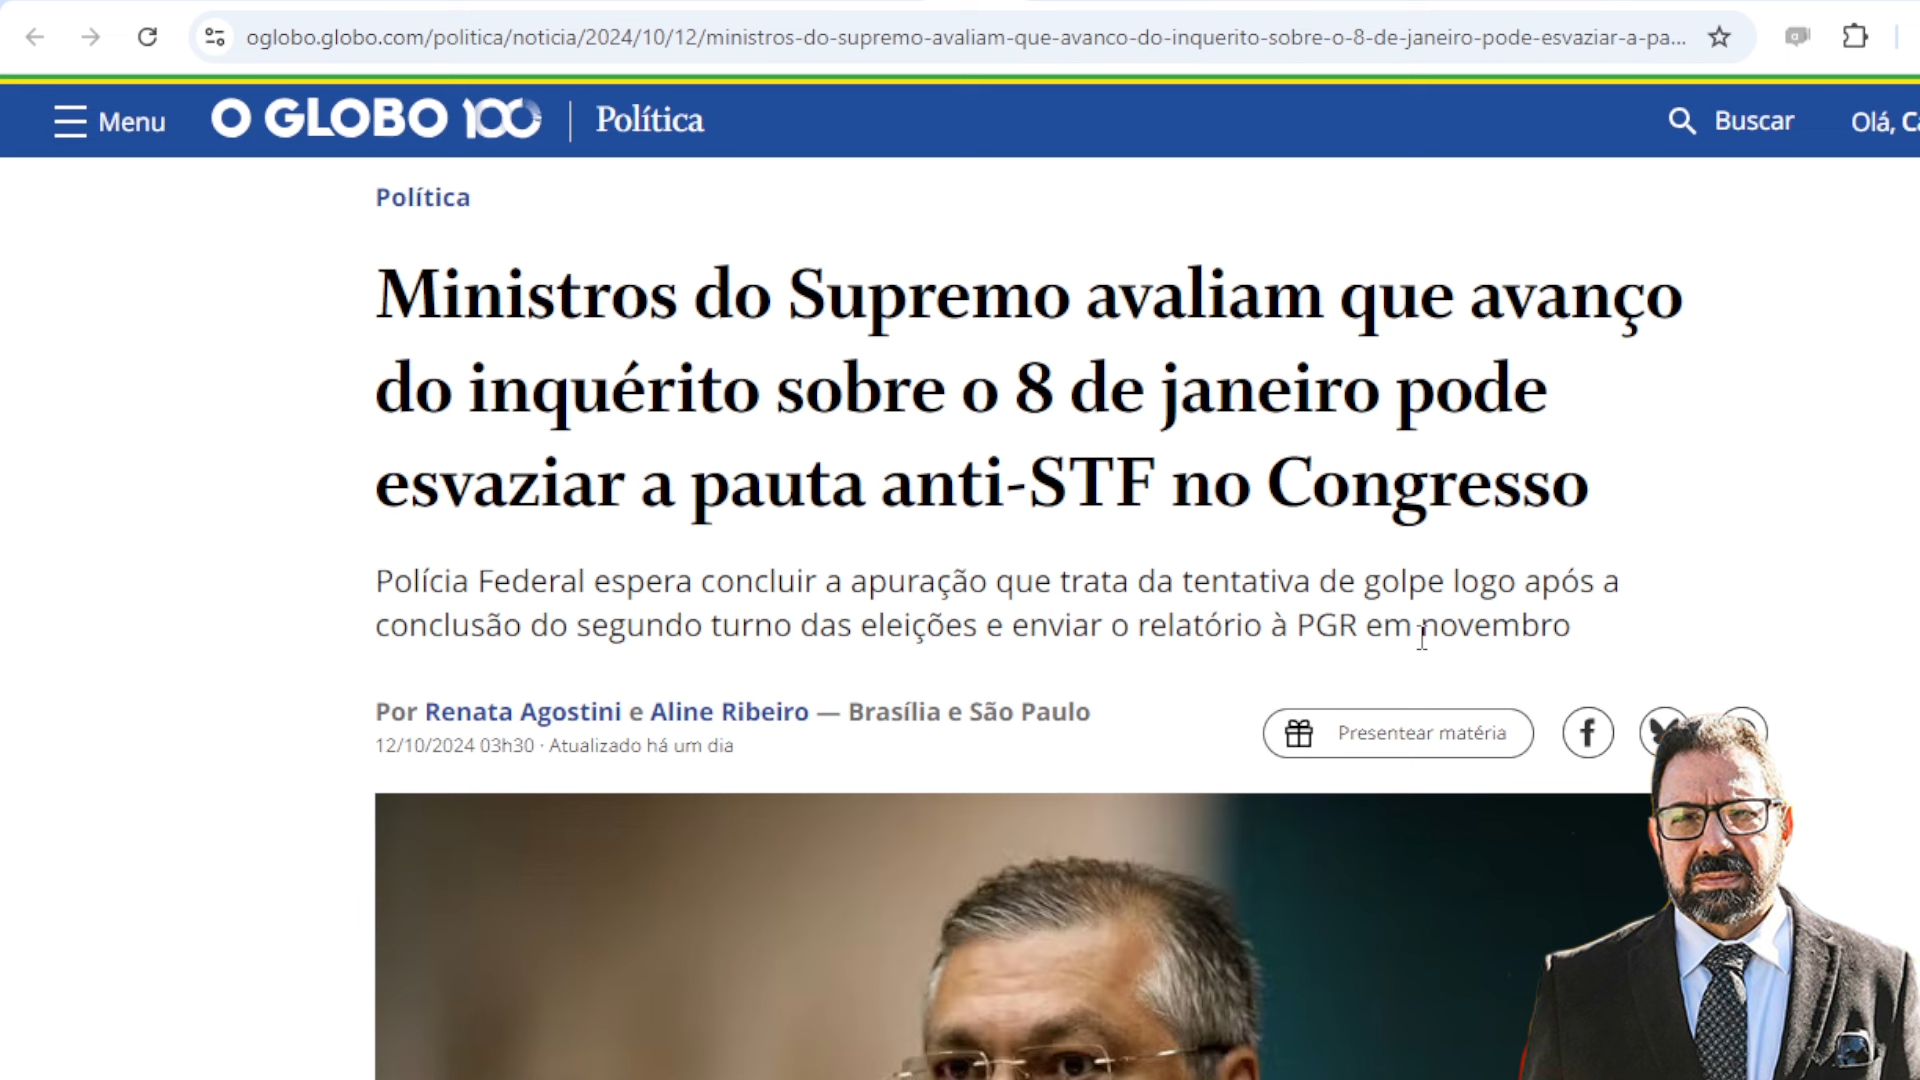 oglobo.globo.com/politica/noticia/2024/10/12/ministros-do-supremo-avaliam-que-avanco-do-inquerito-sobre-o-8-de-janeiro-pode-esvaziar-a-pa...
Menu
O GLOBO 100
Política
Buscar
Olá, Ca
Política
Ministros do Supremo avaliam que avanço
do inquérito sobre o 8 de janeiro pode
esvaziar a pauta anti-STF no Congresso
Polícia Federal espera concluir a apuração que trata da tentativa de golpe logo após a
conclusão do segundo turno das eleições e enviar o relatório à PGR em novembro
Por Renata Agostini e Aline Ribeiro — Brasília e São Paulo
12/10/2024 03h30 · Atualizado há um dia
Presentear matéria